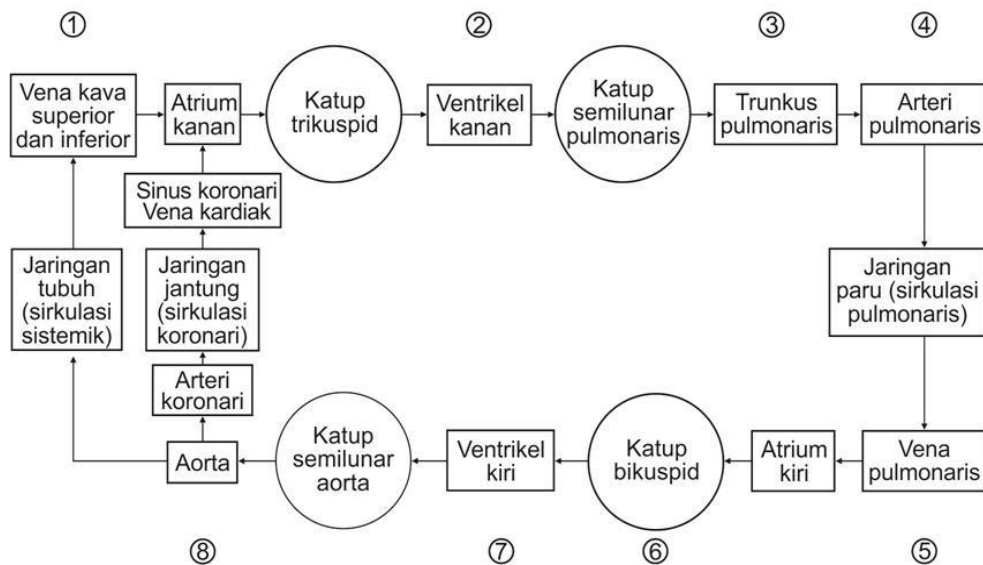 ①
②
③
④
Vena kava
superior
dan inferior
Atrium
kanan
Katup
trikuspid
Ventrikel
kanan
Katup
semilunar
pulmonaris
Trunkus
pulmonaris
Arteri
pulmonaris
Sinus koronari
Vena kardiak
Jaringan
tubuh
(sirkulasi
sistemik)
Jaringan
jantung
(sirkulasi
koronari)
Jaringan
paru (sirkulasi
pulmonaris)
Arteri
koronari
Aorta
Katup
semilunar
aorta
Ventrikel
kiri
Katup
bikuspid
Atrium
kiri
Vena
pulmonaris
⑧
⑦
⑥
⑤